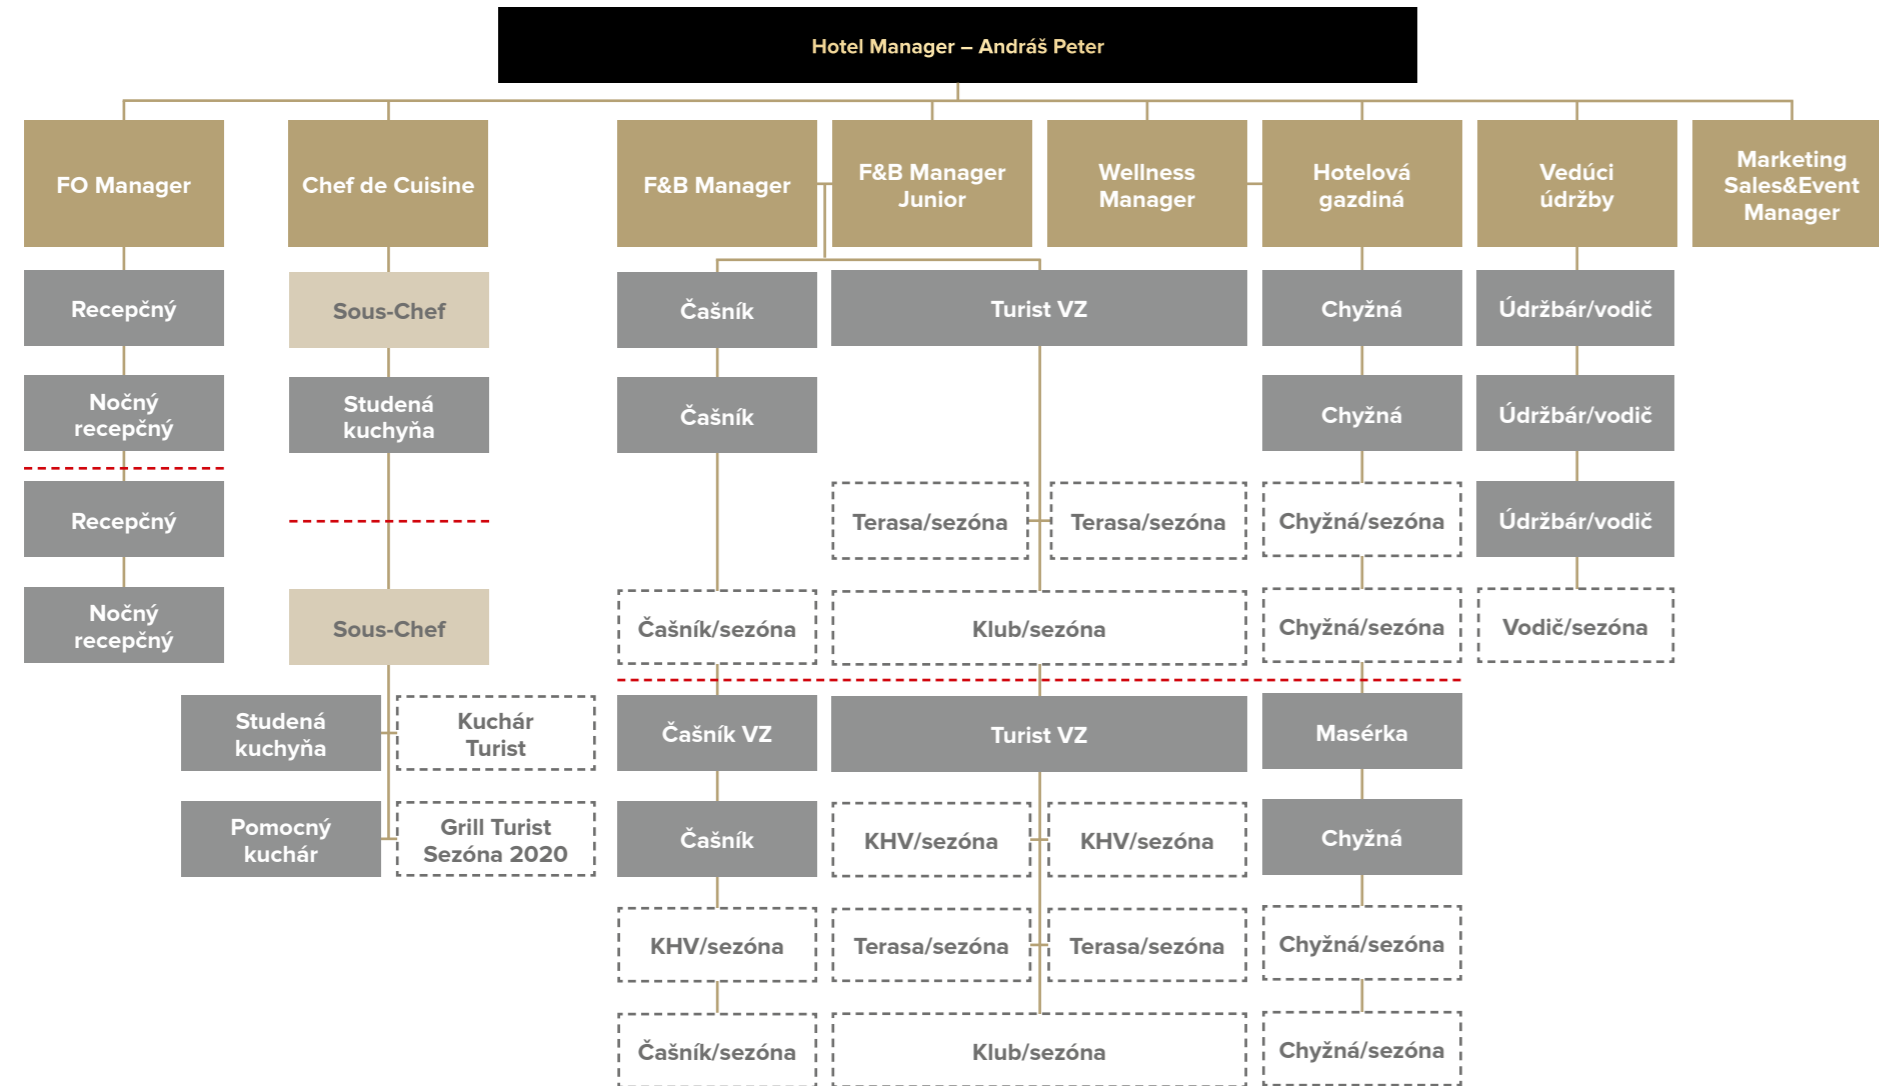 Hotel Manager – Andráš Peter
FO Manager
Chef de Cuisine
F&B Manager
F&B Manager
Junior
Wellness
Manager
Hotelová
gazdiná
Vedúci
údržby
Marketing
Sales&Event
Manager
Recepčný
Sous-Chef
Čašník
Turist VZ
Chyžná
Údržbár/vodič
Nočný
recepčný
Studená
kuchyňa
Čašník
Chyžná
Údržbár/vodič
Recepčný
Terasa/sezóna
Terasa/sezóna
Chyžná/sezóna
Údržbár/vodič
Nočný
recepčný
Sous-Chef
Čašník/sezóna
Klub/sezóna
Chyžná/sezóna
Vodič/sezóna
Studená
kuchyňa
Kuchár
Turist
Čašník VZ
Turist VZ
Masérka
Pomocný
kuchár
Grill Turist
Sezóna 2020
Čašník
KHV/sezóna
KHV/sezóna
Chyžná
KHV/sezóna
Terasa/sezóna
Terasa/sezóna
Chyžná/sezóna
Čašník/sezóna
Klub/sezóna
Chyžná/sezóna